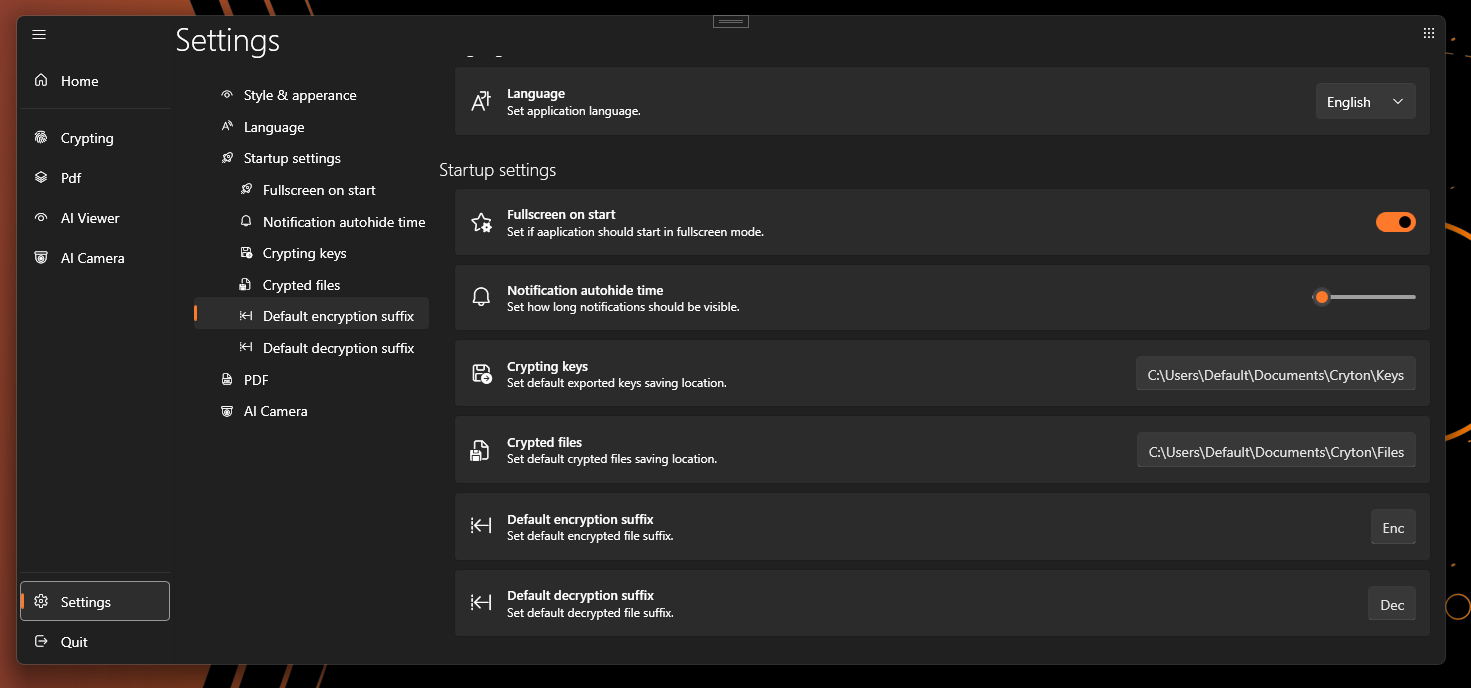 Settings
Home
Crypting
Pdf
AI Viewer
AI Camera
Settings
Quit
Style & apperance
Language
Startup settings
Fullscreen on start
Notification autohide time
Crypting keys
Crypted files
Default encryption suffix
Default decryption suffix
PDF
AI Camera
Language
Set application language.
English
Startup settings
Fullscreen on start
Set if aaplication should start in fullscreen mode.
Notification autohide time
Set how long notifications should be visible.
Crypting keys
Set default exported keys saving location.
C:\Users\Default\Documents\Cryton\Keys
Crypted files
Set default crypted files saving location.
C:\Users\Default\Documents\Cryton\Files
Default encryption suffix
Set default encrypted file suffix.
Enc
Default decryption suffix
Set default decrypted file suffix.
Dec